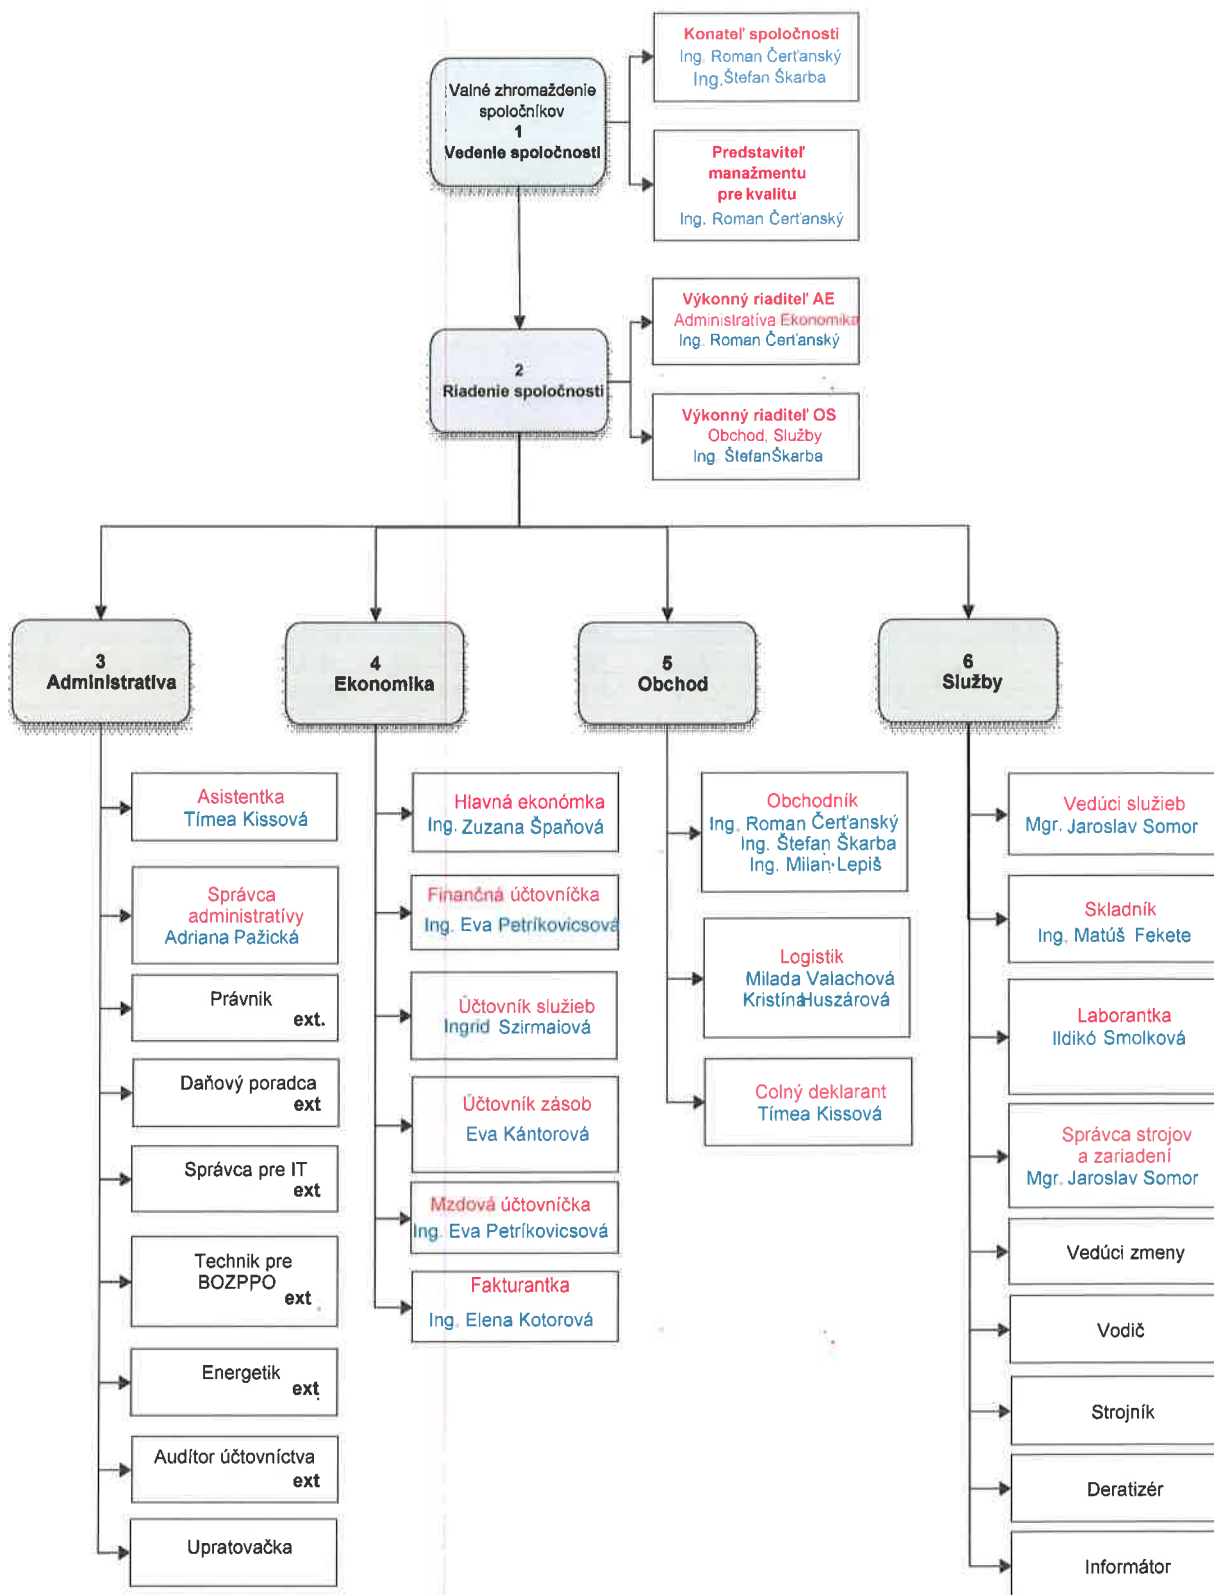 Konateľ spoločnosti
Ing. Roman Čerťanský
Ing. Štefan Škarba
Valné zhromaždenie
spoločníkov
1
Vedenie spoločnosti
Predstaviteľ
manažmentu
pre kvalitu
Ing. Roman Čerťanský
Výkonný riaditeľ AE
Administratíva Ekonomika
Ing. Roman Čerťanský
2
Riadenie spoločnosti
Výkonný riaditeľ OS
Obchod, Služby
Ing. Štefan Škarba
3
Administratíva
Asistentka
Tímea Kissová
Správca
administratívy
Adriana Pažická
Právnik
ext.
Daňový poradca
ext
Správca pre IT
ext
Technik pre
BOZPPO
ext.
Energetik
ext.
Audítor účtovníctva
ext
Upratovačka
4
Ekonomika
Hlavná ekonómka
Ing. Zuzana Špaňová
Finančná účtovníčka
Ing. Eva Petríkovicsová
Účtovník služieb
Ingrid Szirmaiová
Účtovník zásob
Eva Kántorová
Mzdová účtovníčka
Ing. Eva Petríkovicsová
Fakturantka
Ing. Elena Kotorová
5
Obchod
Obchodník
Ing. Roman Čerťanský
Ing. Štefan Škarba
Ing. Milan Lepiš
Logistik
Milada Valachová
Kristína Huszárová
Colný deklarant
Tímea Kissová
6
Služby
Vedúci služieb
Mgr. Jaroslav Somor
Skladník
Ing. Matúš Fekete
Laborantka
Ildikó Smolková
Správca strojov
a zariadení
Mgr. Jaroslav Somor
Vedúci zmeny
Vodič
Strojník
Deratizér
Informátor